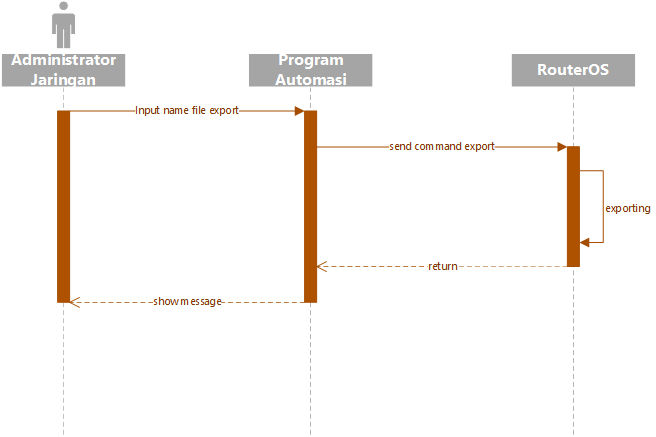 Administrator
Jaringan
Program
Automasi
RouterOS
Input name file export
send command export
exporting
return
show message